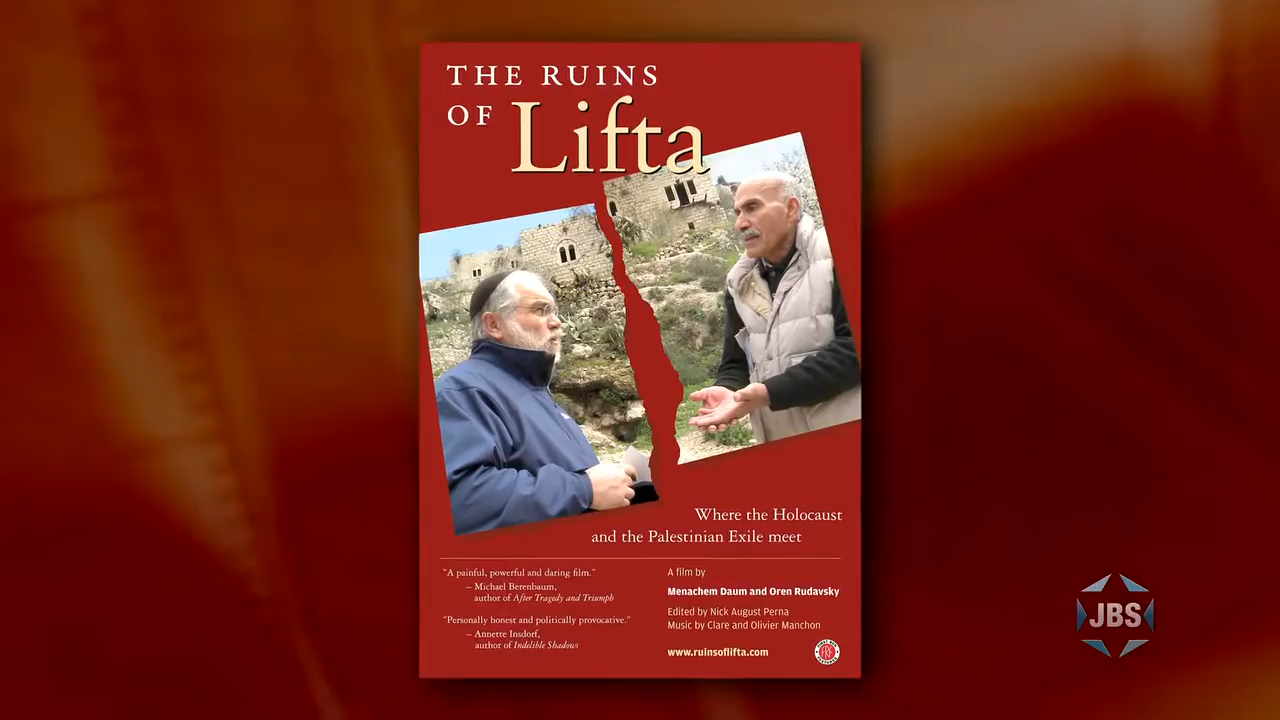 THE RUINS
OF Lifta
Where the Holocaust
and the Palestinian Exile meet
"A painful, powerful and daring film."
– Michael Berenbaum,
author of After Tragedy and Triumph
"Personally honest and politically provocative."
– Annette Insdorf,
author of Indelible Shadows
A film by
Menachem Daum and Oren Rudavsky
Edited by Nick August Perna
Music by Clare and Olivier Manchon
www.ruinsoflifta.com
JBS